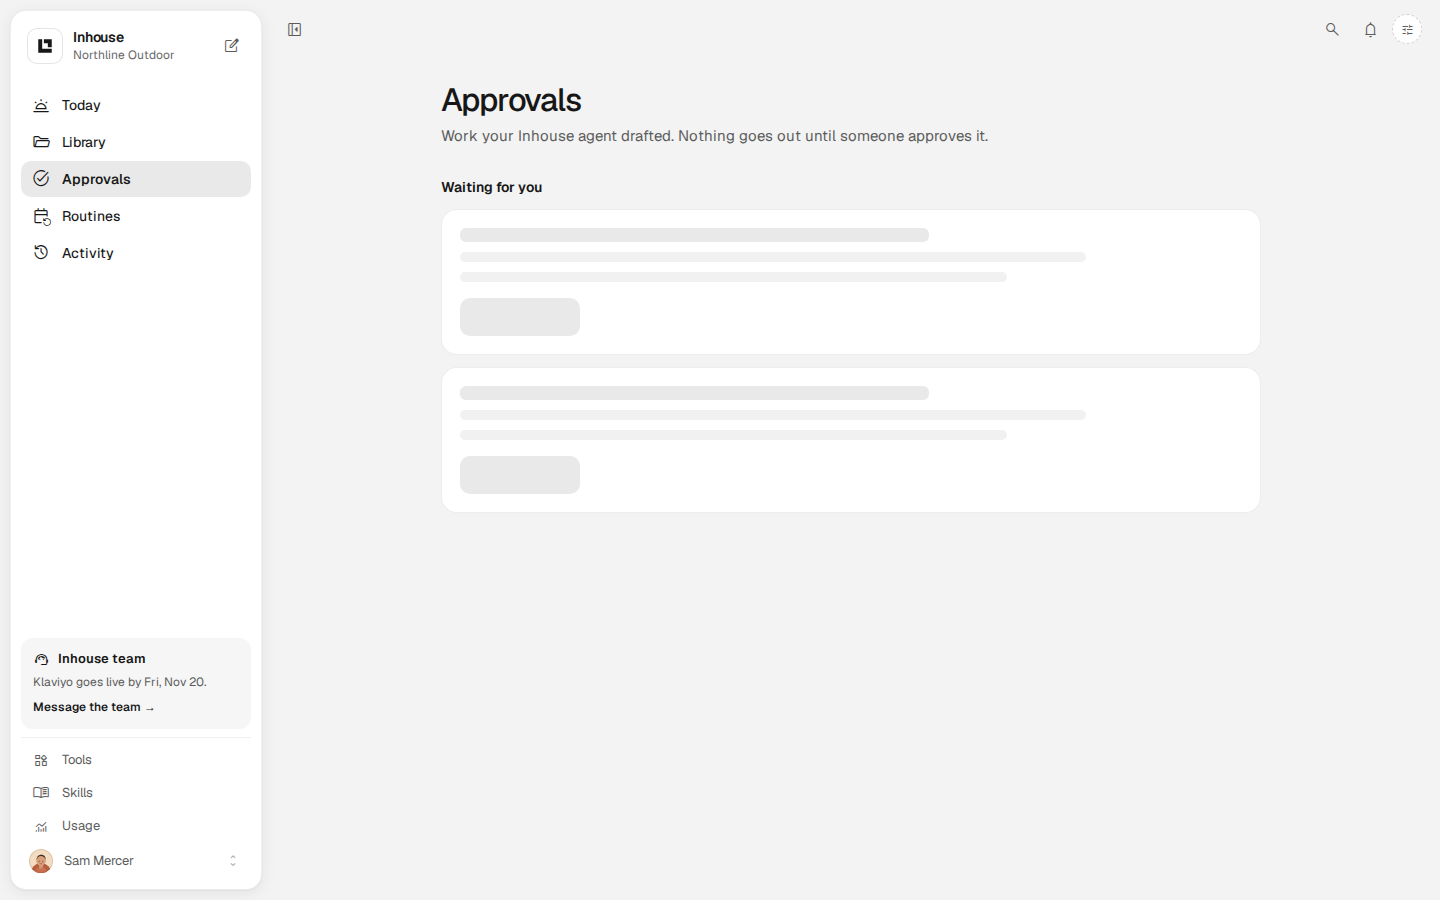 Inhouse
Northline Outdoor
Today
Library
Approvals
Routines
Activity
Inhouse team
Klaviyo goes live by Fri, Nov 20.
Message the team →
Tools
Skills
Usage
Sam Mercer
Approvals
Work your Inhouse agent drafted. Nothing goes out until someone approves it.
Waiting for you